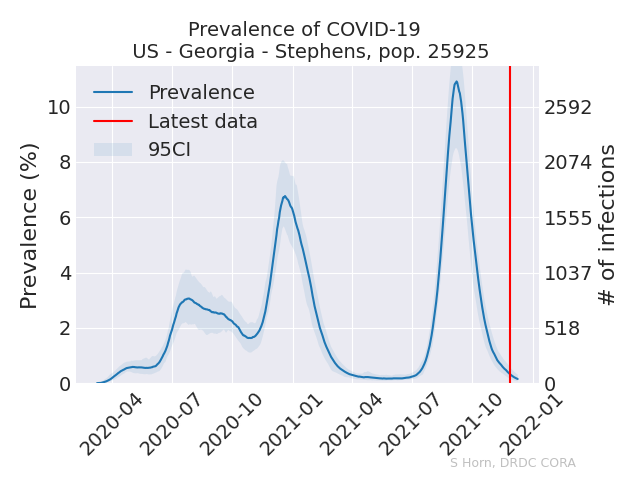 Prevalence of COVID-19
US - Georgia - Stephens, pop. 25925
Prevalence
Latest data
95CI
Prevalence (%)
10
8
6
4
2
0
2592
2074
1555
1037
518
0
# of infections
2020-04
2020-07
2020-10
2021-01
2021-04
2021-07
2021-10
2022-01
S Horn, DRDC CORA